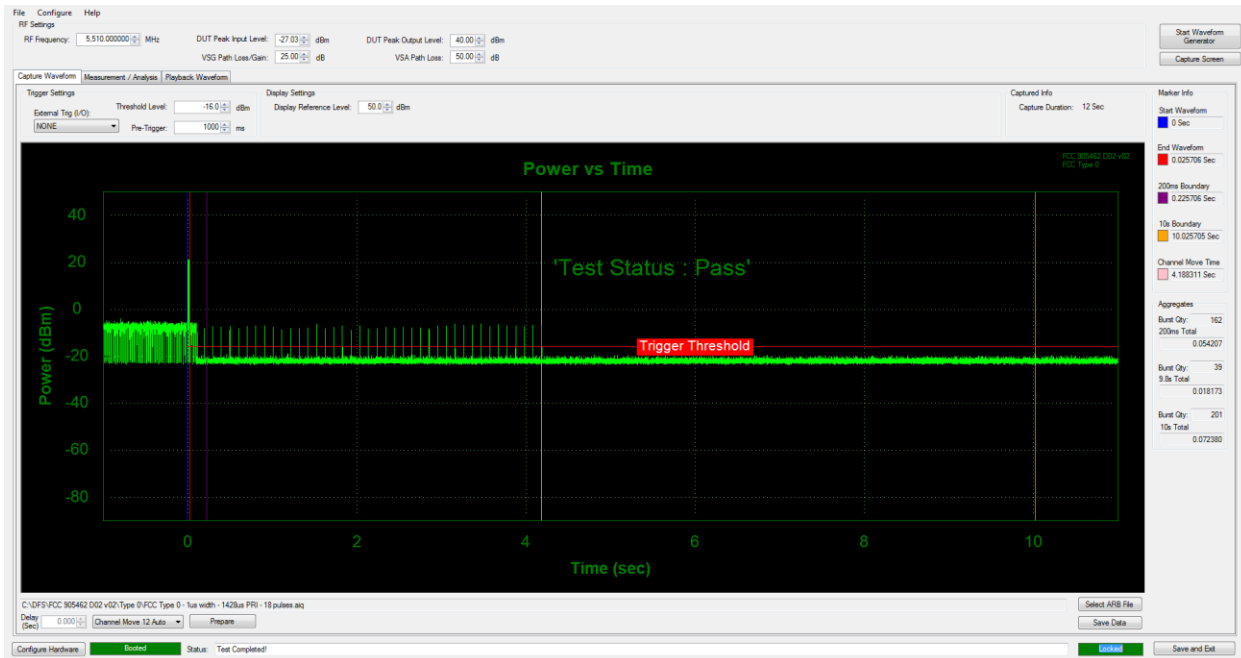 File Configure Help
RF Settings
RF Frequency: 5,510.000000 MHz DUT Peak Input Level: -27.03 dBm DUT Peak Output Level: 40.00 dBm
VSG Path Loss/Gain: 25.00 dB VSA Path Loss: 50.00 dB
Start Waveform Generator
Capture Screen
Capture Waveform Measurement / Analysis Playback Waveform
Trigger Settings
External Trig (I/O):
NONE
Threshold Level: -16.0 dBm
Pre-Trigger: 1000 ms
Display Settings
Display Reference Level: 50.0 dBm
Captured Info
Capture Duration: 12 Sec
Marker Info
Start Waveform
0 Sec
End Waveform
0.025706 Sec
200ms Boundary
0.225706 Sec
10s Boundary
10.025705 Sec
Channel Move Time
4.188311 Sec
Aggregates
Burst Qty: 162
200ms Total
0.054207
Burst Qty: 39
9.8s Total
0.018173
Burst Qty: 201
10s Total
0.072380
Power vs Time
FCC 905462 D02 v02
FCC Type 0
'Test Status : Pass'
Trigger Threshold
Power (dBm)
40
20
0
-20
-40
-60
-80
0 2 4 6 8 10
Time (sec)
C:\DFS\FCC 905462 D02 v02\Type 0\FCC Type 0 - 1us width - 1428us PRI - 18 pulses.aiq
Select ARB File
Delay (Sec) 0.000 Channel Move 12 Auto Prepare
Save Data
Configure Hardware Booted Status: Test Completed! Locked Save and Exit